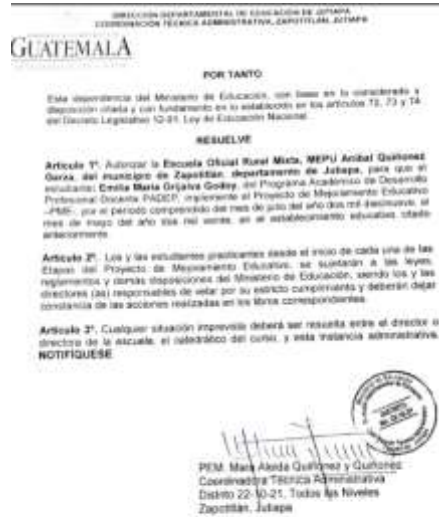 DIRECCIÓN DEPARTAMENTAL DE EDUCACIÓN DE JUTIAPA
COORDINACIÓN TÉCNICA ADMINISTRATIVA, ZAPOTITLÁN, JUTIAPA
GUATEMALA
POR TANTO
Esta dependencia del Ministerio de Educación, con base en lo considerado y
disposición citada y con fundamento en lo establecido en los artículos 72, 73 y 74
del Decreto Legislativo 12-91, Ley de Educación Nacional.
RESUELVE
Artículo 1º. Autorizar la Escuela Oficial Rural Mixta, MEPU Anibal Quiñonez
Garza, del municipio de Zapotitlán, departamento de Jutiapa, para que el
estudiante: Emilia María Grijalva Godoy, del Programa Académico de Desarrollo
Profesional Docente PADEP, implemente el Proyecto de Mejoramiento Educativo
–PME-, por el período comprendido del mes de julio del año dos mil diecinueve, al
mes de mayo del año dos mil veinte, en el establecimiento educativo citado
anteriormente.
Artículo 2º. Los y las estudiantes practicantes desde el inicio de cada una de las
Etapas del Proyecto de Mejoramiento Educativo, se sujetarán a las leyes,
reglamentos y demás disposiciones del Ministerio de Educación, siendo los y las
directores (as) responsables de velar por su estricto cumplimiento y deberán dejar
constancia de las acciones realizadas en los libros correspondientes.
Artículo 3º. Cualquier situación imprevista deberá ser resuelta entre el director o
directora de la escuela, el catedrático del curso, y esta instancia administrativa.
NOTIFÍQUESE
PEM. Mara Aleida Quiñonez y Quiñonez
Coordinadora Técnica Administrativa
Distrito 22-10-21, Todos los Niveles
Zapotitlán, Jutiapa